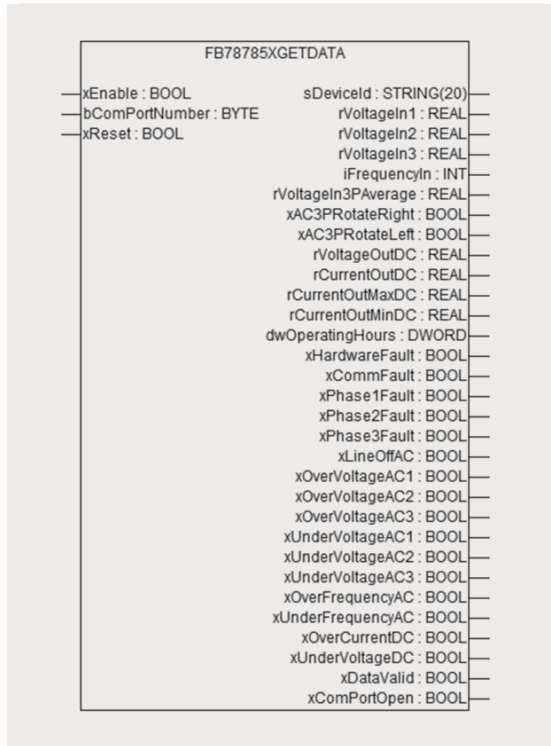 FB78785XGETDATA
xEnable : BOOL sDeviceId : STRING(20)
bComPortNumber : BYTE rVoltageIn1 : REAL
xReset : BOOL rVoltageIn2 : REAL
rVoltageIn3 : REAL
iFrequencyIn : INT
rVoltageIn3PAverage : REAL
xAC3PRotateRight : BOOL
xAC3PRotateLeft : BOOL
rVoltageOutDC : REAL
rCurrentOutDC : REAL
rCurrentOutMaxDC : REAL
rCurrentOutMinDC : REAL
dwOperatingHours : DWORD
xHardwareFault : BOOL
xCommFault : BOOL
xPhase1Fault : BOOL
xPhase2Fault : BOOL
xPhase3Fault : BOOL
xLineOffAC : BOOL
xOverVoltageAC1 : BOOL
xOverVoltageAC2 : BOOL
xOverVoltageAC3 : BOOL
xUnderVoltageAC1 : BOOL
xUnderVoltageAC2 : BOOL
xUnderVoltageAC3 : BOOL
xOverFrequencyAC : BOOL
xUnderFrequencyAC : BOOL
xOverCurrentDC : BOOL
xUnderVoltageDC : BOOL
xDataValid : BOOL
xComPortOpen : BOOL